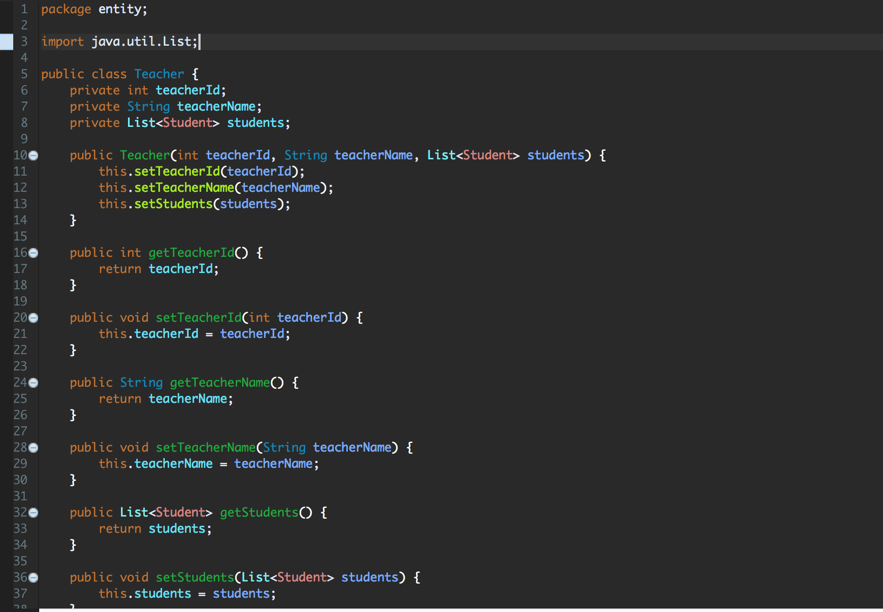 1 package entity;
2
3 import java.util.List;
4
5 public class Teacher {
6 private int teacherId;
7 private String teacherName;
8 private List<Student> students;
9
10 public Teacher(int teacherId, String teacherName, List<Student> students) {
11 this.setTeacherId(teacherId);
12 this.setTeacherName(teacherName);
13 this.setStudents(students);
14 }
15
16 public int getTeacherId() {
17 return teacherId;
18 }
19
20 public void setTeacherId(int teacherId) {
21 this.teacherId = teacherId;
22 }
23
24 public String getTeacherName() {
25 return teacherName;
26 }
27
28 public void setTeacherName(String teacherName) {
29 this.teacherName = teacherName;
30 }
31
32 public List<Student> getStudents() {
33 return students;
34 }
35
36 public void setStudents(List<Student> students) {
37 this.students = students;
38 }